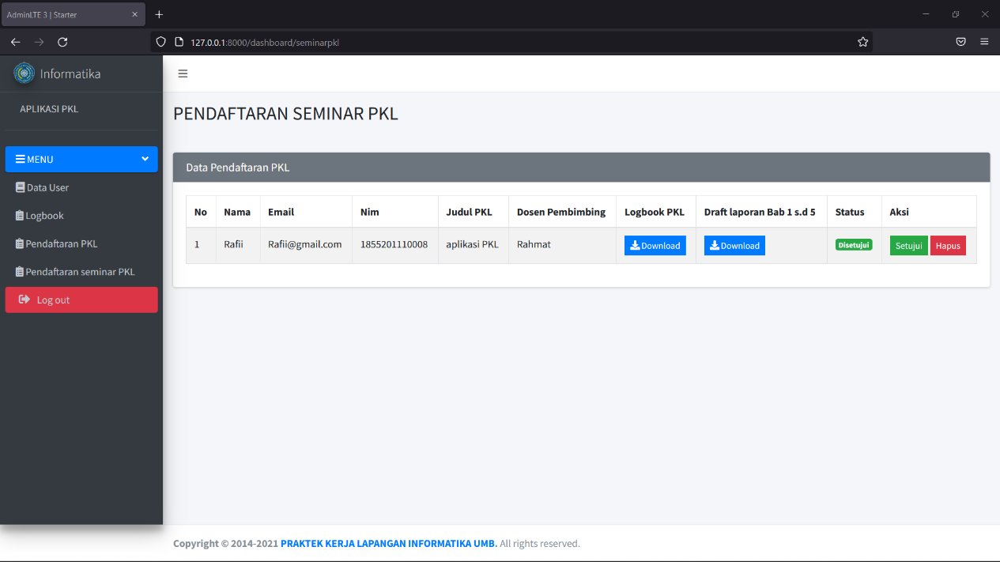 AdminLTE 3 | Starter
127.0.0.1:8000/dashboard/seminarpkl
Informatika
APLIKASI PKL
MENU
Data User
Logbook
Pendaftaran PKL
Pendaftaran seminar PKL
Log out
PENDAFTARAN SEMINAR PKL
Data Pendaftaran PKL
No Nama Email Nim Judul PKL Dosen Pembimbing Logbook PKL Draft laporan Bab 1 s.d 5 Status Aksi
1 Rafii Rafii@gmail.com 1855201110008 aplikasi PKL Rahmat Download Download Disetujui Setujui Hapus
Copyright © 2014-2021 PRAKTEK KERJA LAPANGAN INFORMATIKA UMB. All rights reserved.